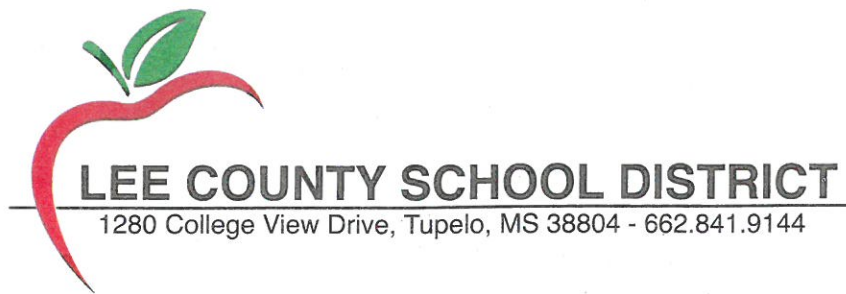 LEE COUNTY SCHOOL DISTRICT
1280 College View Drive, Tupelo, MS 38804 - 662.841.9144